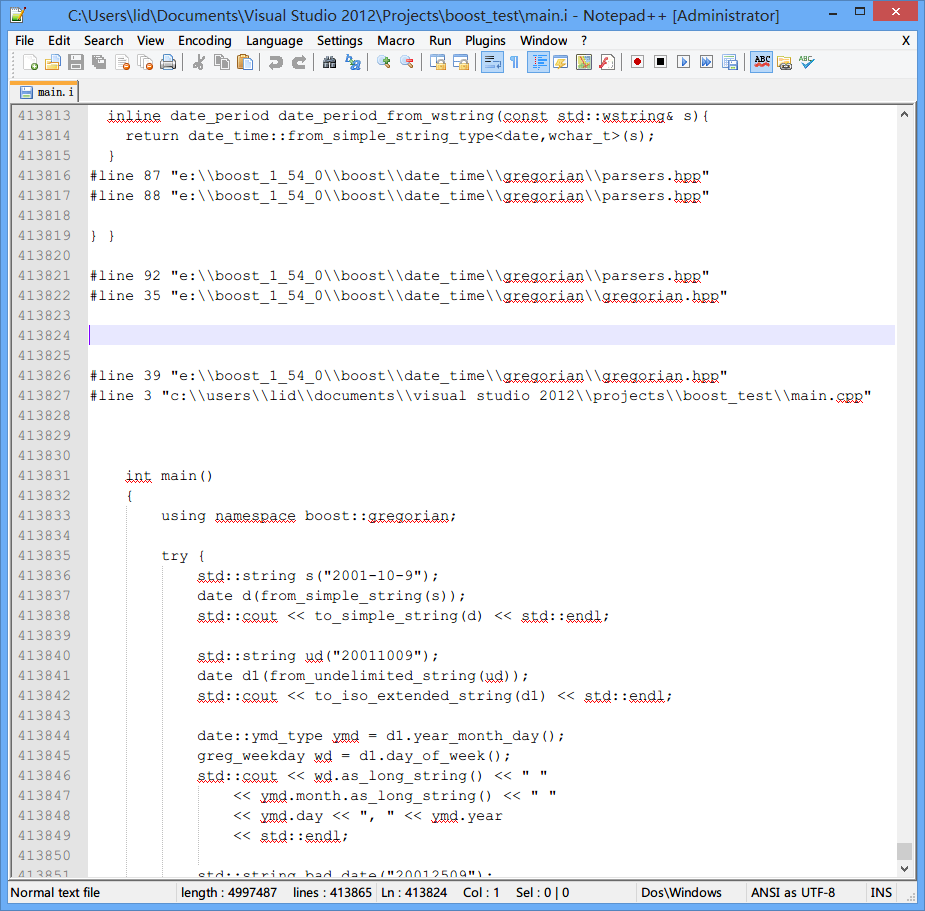 C:\Users\lid\Documents\Visual Studio 2012\Projects\boost_test\main.i - Notepad++ [Administrator]
File Edit Search View Encoding Language Settings Macro Run Plugins Window ? X
main.i
413813 inline date_period date_period_from_wstring(const std::wstring& s){
413814 return date_time::from_simple_string_type<date,wchar_t>(s);
413815 }
413816 #line 87 "e:\\boost_1_54_0\\boost\\date_time\\gregorian\\parsers.hpp"
413817 #line 88 "e:\\boost_1_54_0\\boost\\date_time\\gregorian\\parsers.hpp"
413818
413819 } }
413820
413821 #line 92 "e:\\boost_1_54_0\\boost\\date_time\\gregorian\\parsers.hpp"
413822 #line 35 "e:\\boost_1_54_0\\boost\\date_time\\gregorian\\gregorian.hpp"
413823
413824
413825
413826 #line 39 "e:\\boost_1_54_0\\boost\\date_time\\gregorian\\gregorian.hpp"
413827 #line 3 "c:\\users\\lid\\documents\\visual studio 2012\\projects\\boost_test\\main.cpp"
413828
413829
413830
413831 int main()
413832 {
413833 using namespace boost::gregorian;
413834
413835 try {
413836 std::string s("2001-10-9");
413837 date d(from_simple_string(s));
413838 std::cout << to_simple_string(d) << std::endl;
413839
413840 std::string ud("20011009");
413841 date d1(from_undelimited_string(ud));
413842 std::cout << to_iso_extended_string(d1) << std::endl;
413843
413844 date::ymd_type ymd = d1.year_month_day();
413845 greg_weekday wd = d1.day_of_week();
413846 std::cout << wd.as_long_string() << " "
413847 << ymd.month.as_long_string() << " "
413848 << ymd.day << ", " << ymd.year
413849 << std::endl;
413850
413851 std::string bad_date("20012509");
Normal text file length : 4997487 lines : 413865 Ln : 413824 Col : 1 Sel : 0 | 0 Dos\Windows ANSI as UTF-8 INS